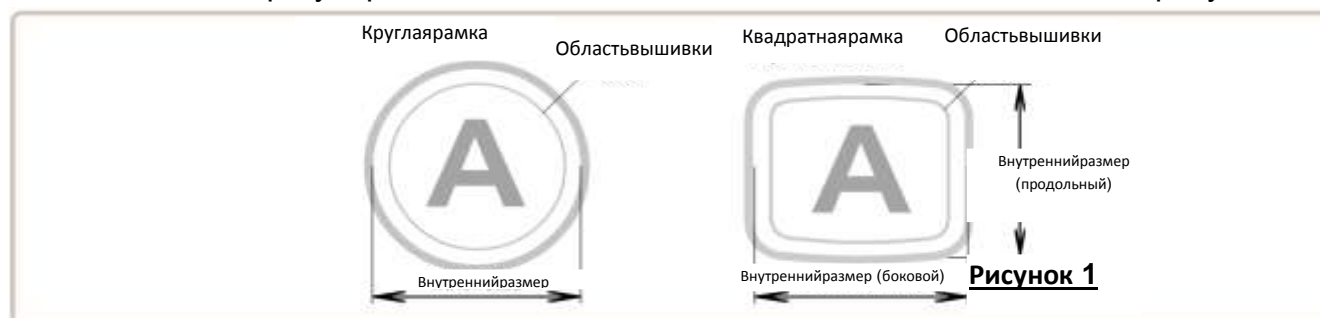 Круглаярамка
Областьвышивки
Квадратнаярамка
Областьвышивки
A
A
Внутреннийразмер
(продольный)
Внутреннийразмер
Внутреннийразмер (боковой)
Рисунок 1